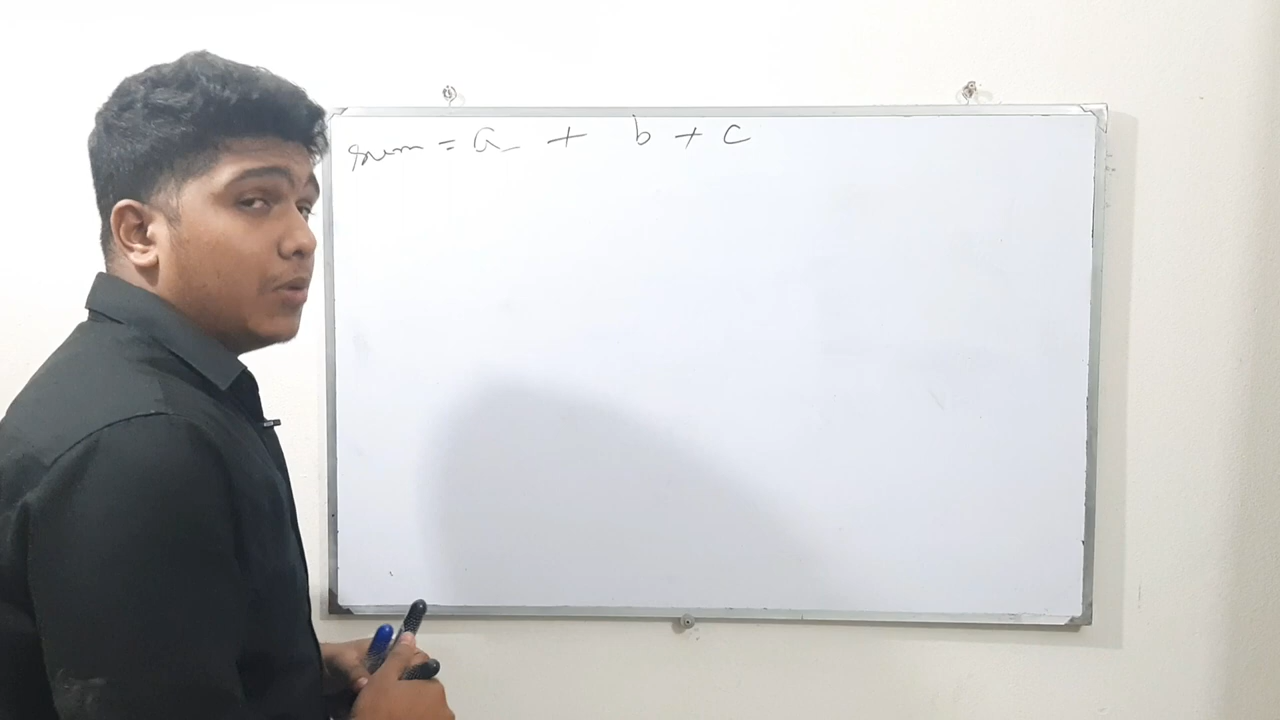 sum = a + b + c